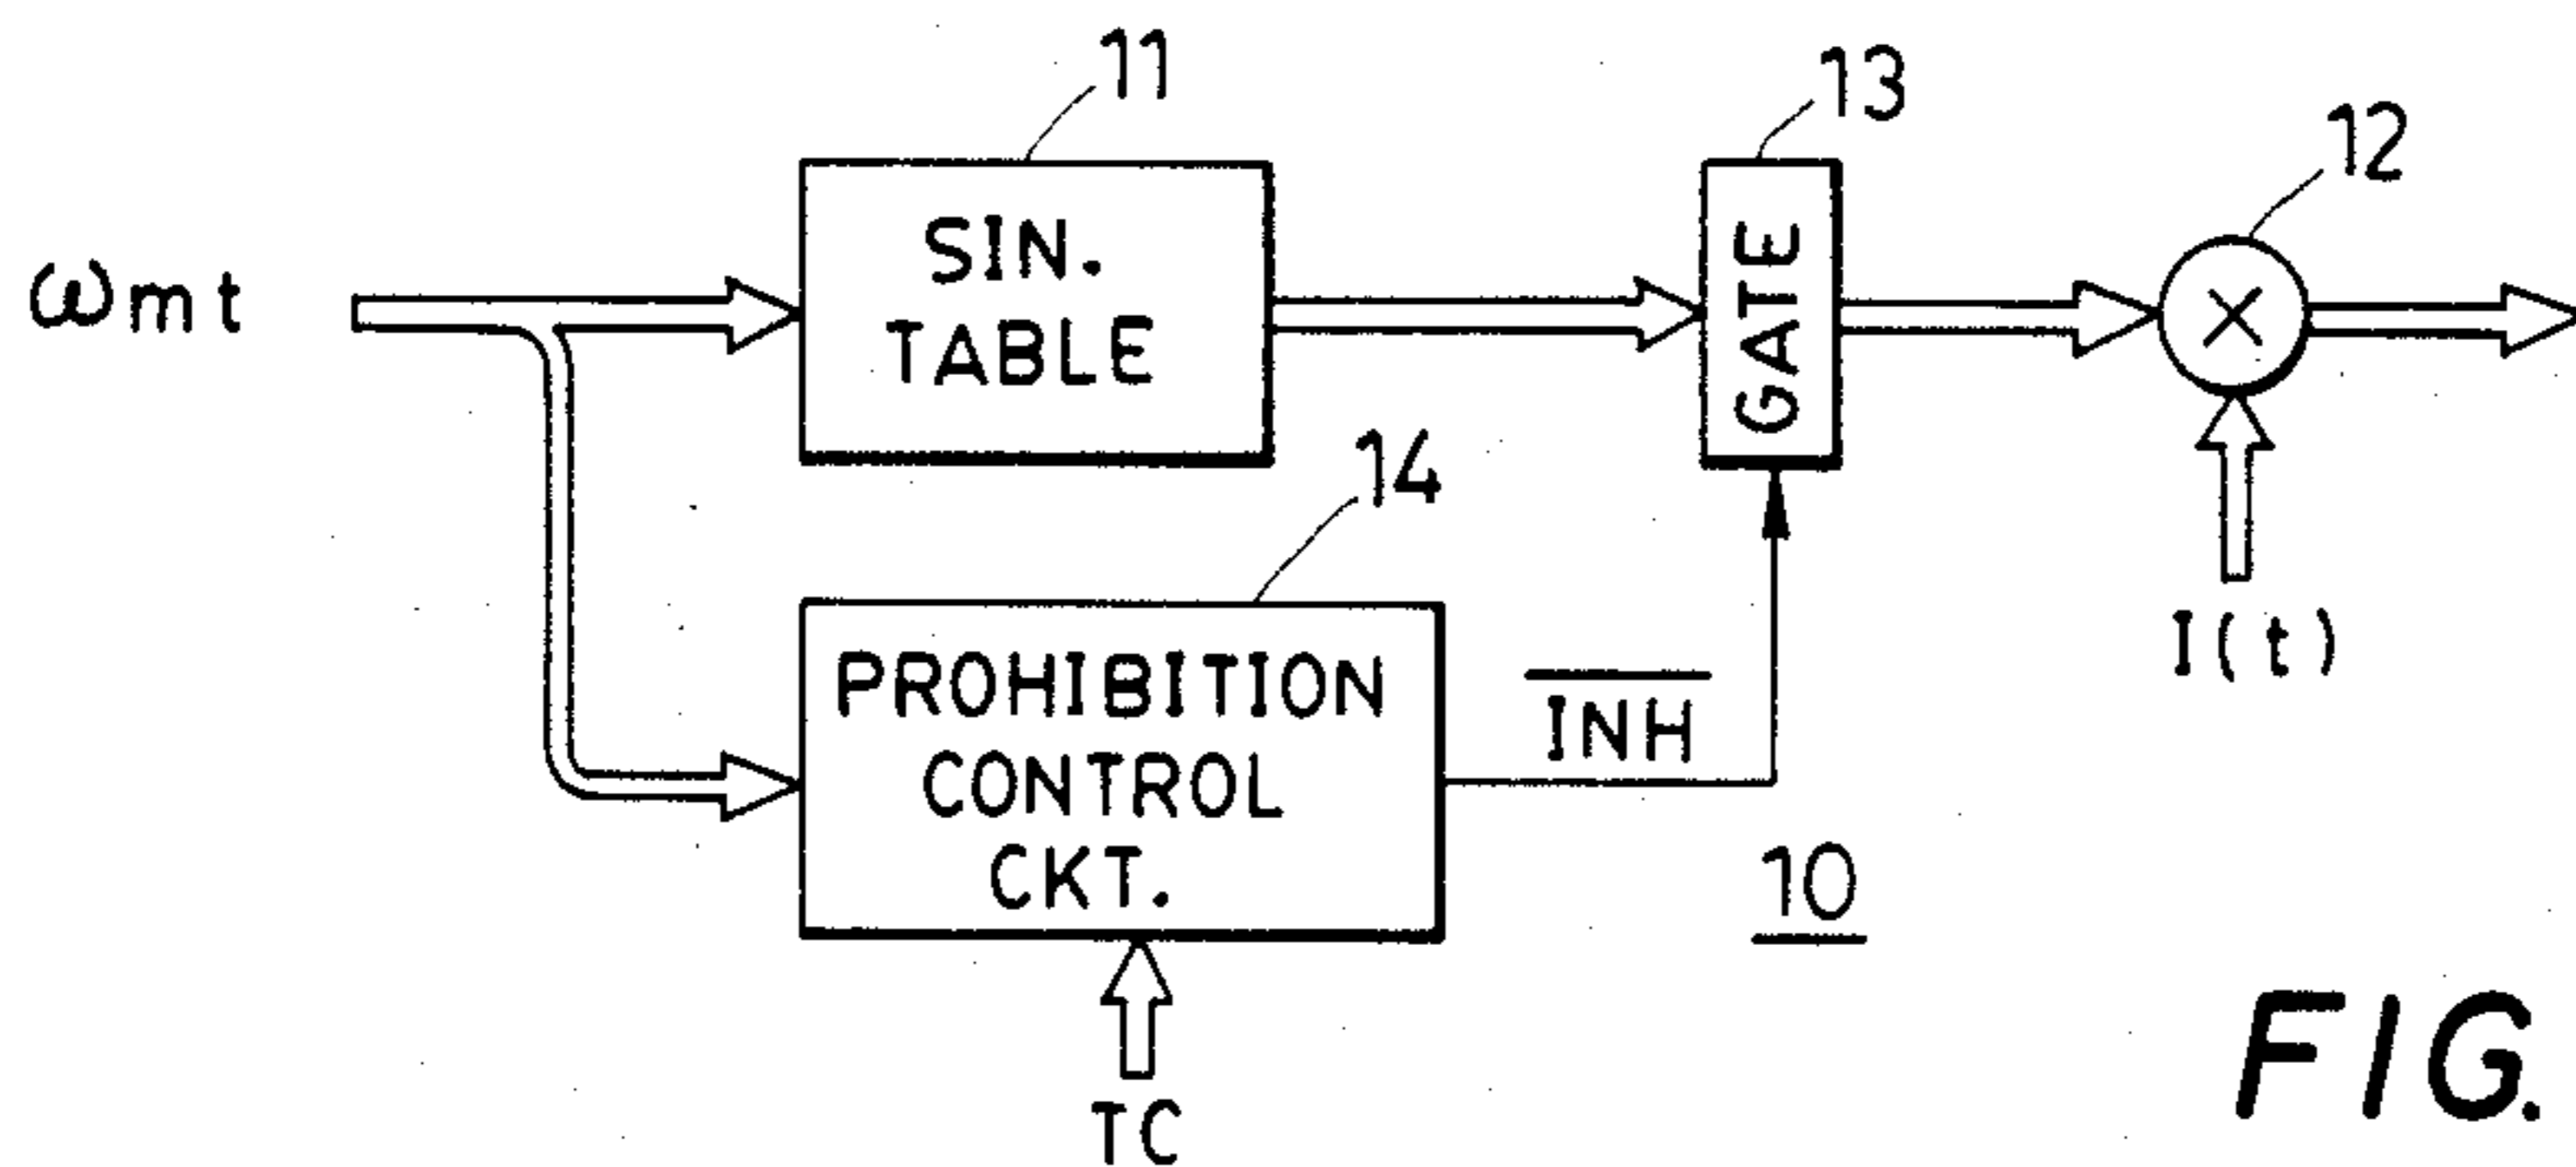 11
13
12
ωmt
SIN.
TABLE
GATE
14
I(t)
PROHIBITION
CONTROL
CKT.
INH
10
TC
FIG.